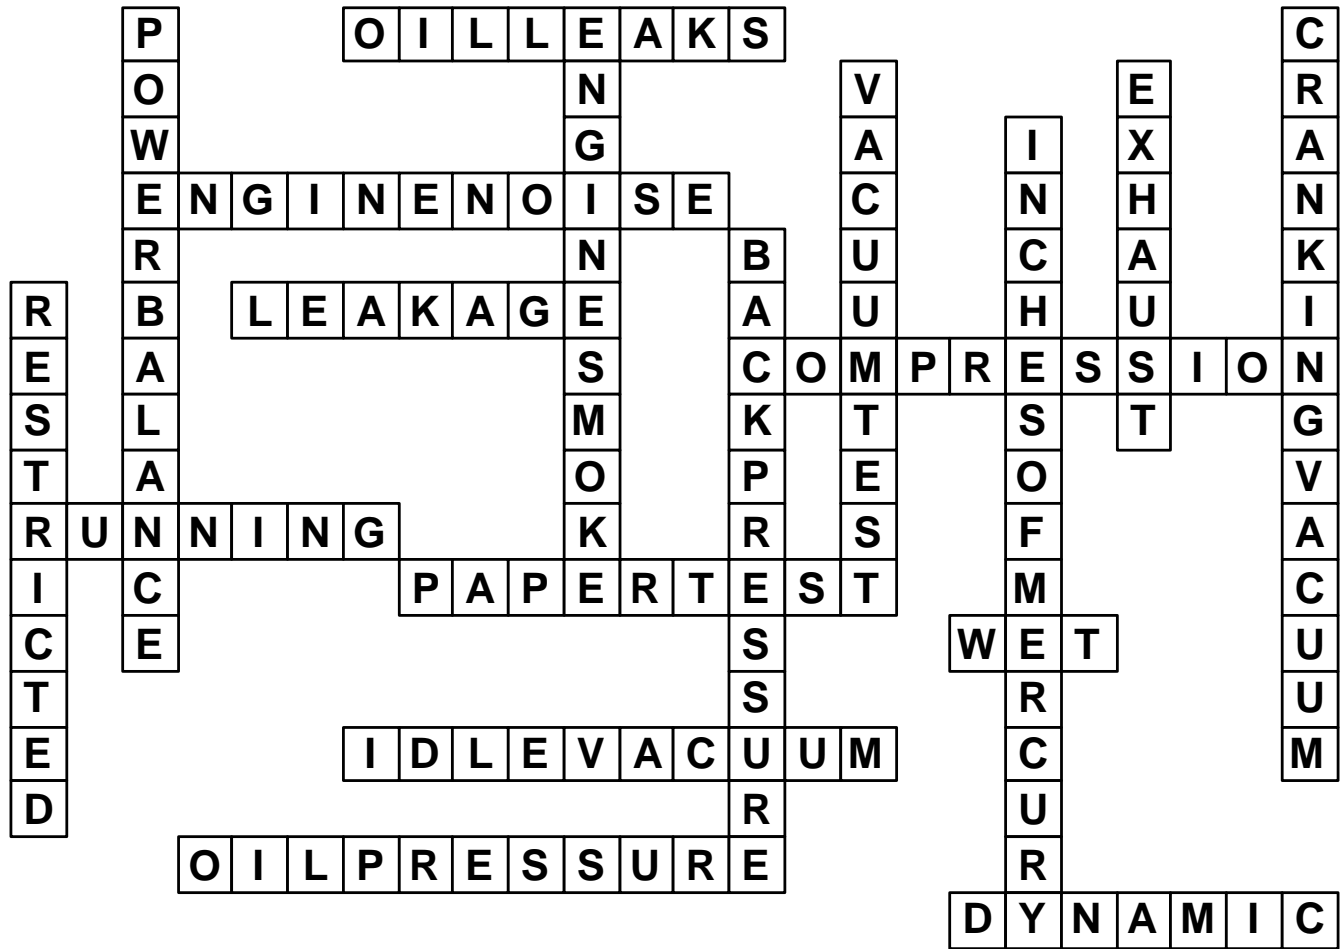 POWERBALANCE
OILLEAKS
ENGINESMOKE
CRANKINGVACUUM
VACUUMTEST
EXHAUST
INCHESOFMERCURY
ENGINENOISE
BACKPRESSURE
RESTRICTED
LEAKAGE
COMPRESSION
RUNNING
PAPERTEST
WET
IDLEVACUUM
OILPRESSURE
DYNAMIC